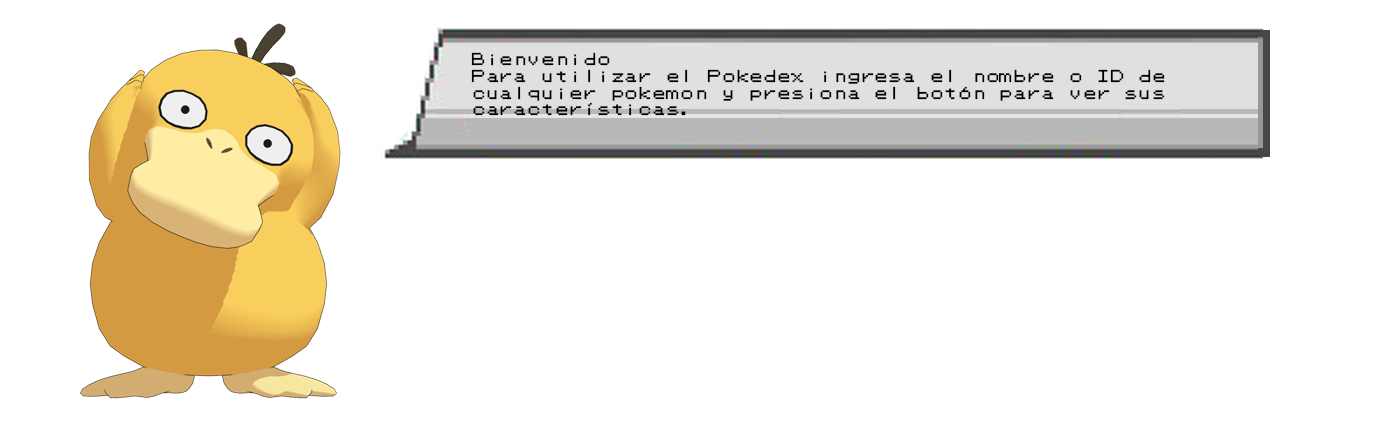 Bienvenido
Para utilizar el Pokedex ingresa el nombre o ID de
cualquier pokemon y presiona el botón para ver sus
características.